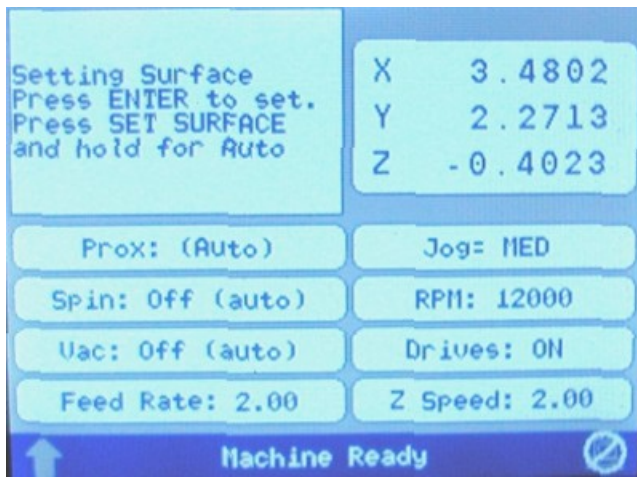 Setting Surface
Press ENTER to set.
Press SET SURFACE
and hold for Auto
X 3.4802
Y 2.2713
Z -0.4023
Prox: (Auto)
Jog= MED
Spin: Off (auto)
RPM: 12000
Vac: Off (auto)
Drives: ON
Feed Rate: 2.00
Z Speed: 2.00
Machine Ready